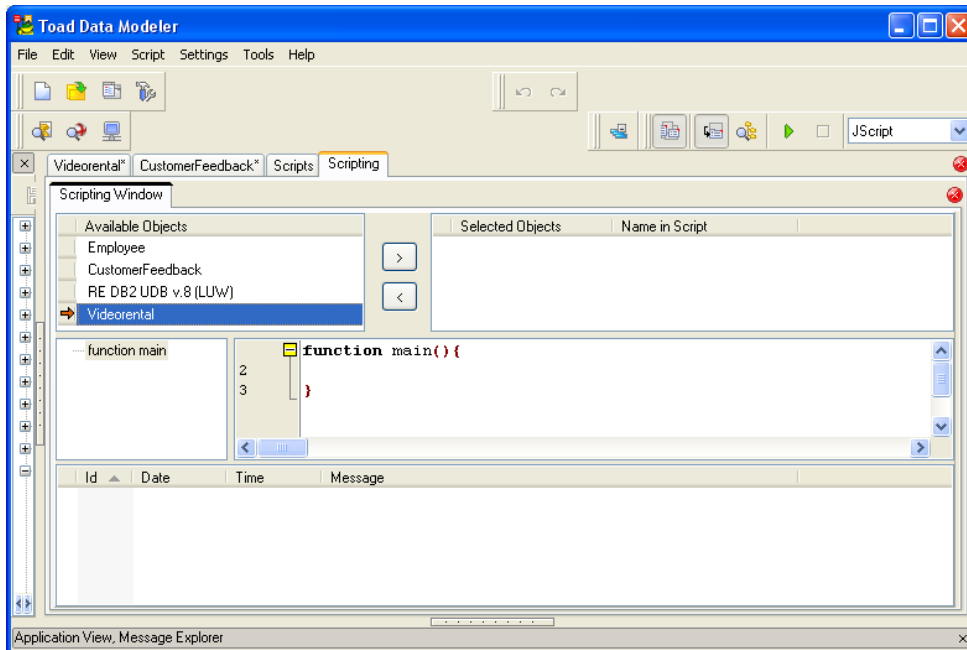 Toad Data Modeler
File Edit View Script Settings Tools Help
JScript
Videorental* CustomerFeedback* Scripts Scripting
Scripting Window
Available Objects
Employee
CustomerFeedback
RE DB2 UDB v.8 (LUW)
Videorental
>
<
Selected Objects Name in Script
function main
function main(){
2
3 }
Id Date Time Message
Application View, Message Explorer